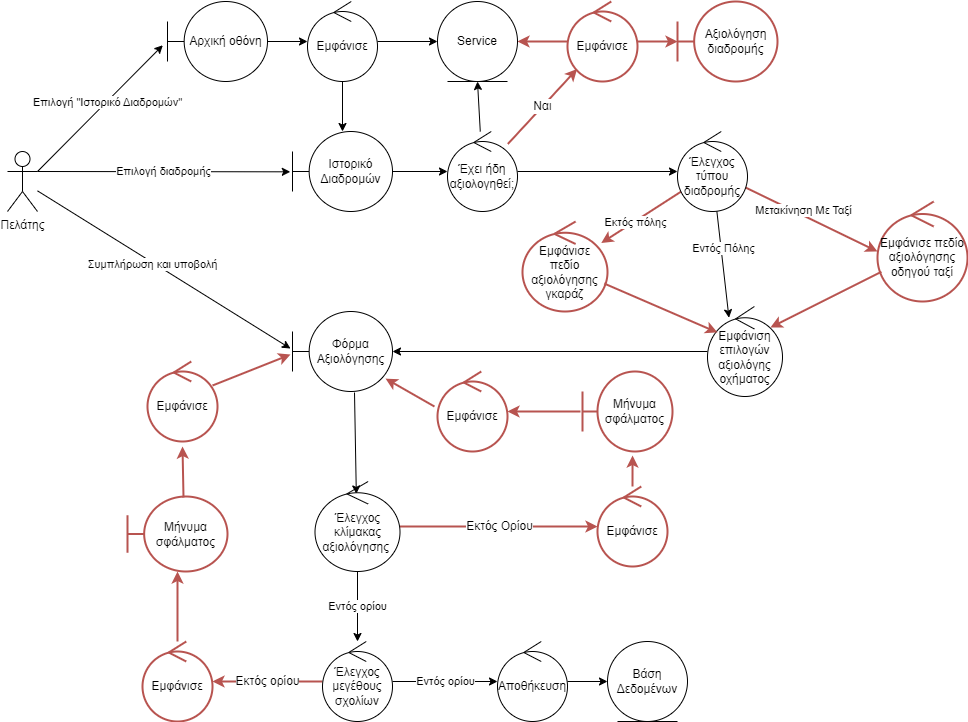 Αρχική οθόνη
Εμφάνισε
Service
Εμφάνισε
Αξιολόγηση
διαδρομής
Επιλογή "Ιστορικό Διαδρομών"
Ναι
Πελάτης
Επιλογή διαδρομής
Ιστορικό
Διαδρομών
Έχει ήδη
αξιολογηθεί;
Έλεγχος
τύπου
διαδρομής
Εκτός πόλης
Μετακίνηση Με Ταξί
Εντός Πόλης
Εμφάνισε
πεδίο
αξιολόγησης
γκαράζ
Εμφάνισε πεδίο
αξιολόγησης
οδηγού ταξί
Συμπλήρωση και υποβολή
Φόρμα
Αξιολόγησης
Εμφάνιση
επιλογών
αξιολόγης
οχήματος
Εμφάνισε
Εμφάνισε
Μήνυμα
σφάλματος
Μήνυμα
σφάλματος
Έλεγχος
κλίμακας
αξιολόγησης
Εκτός Ορίου
Εμφάνισε
Εντός ορίου
Εμφάνισε
Εκτός ορίου
Έλεγχος
μεγέθους
σχολίων
Εντός ορίου
Αποθήκευση
Βάση
Δεδομένων